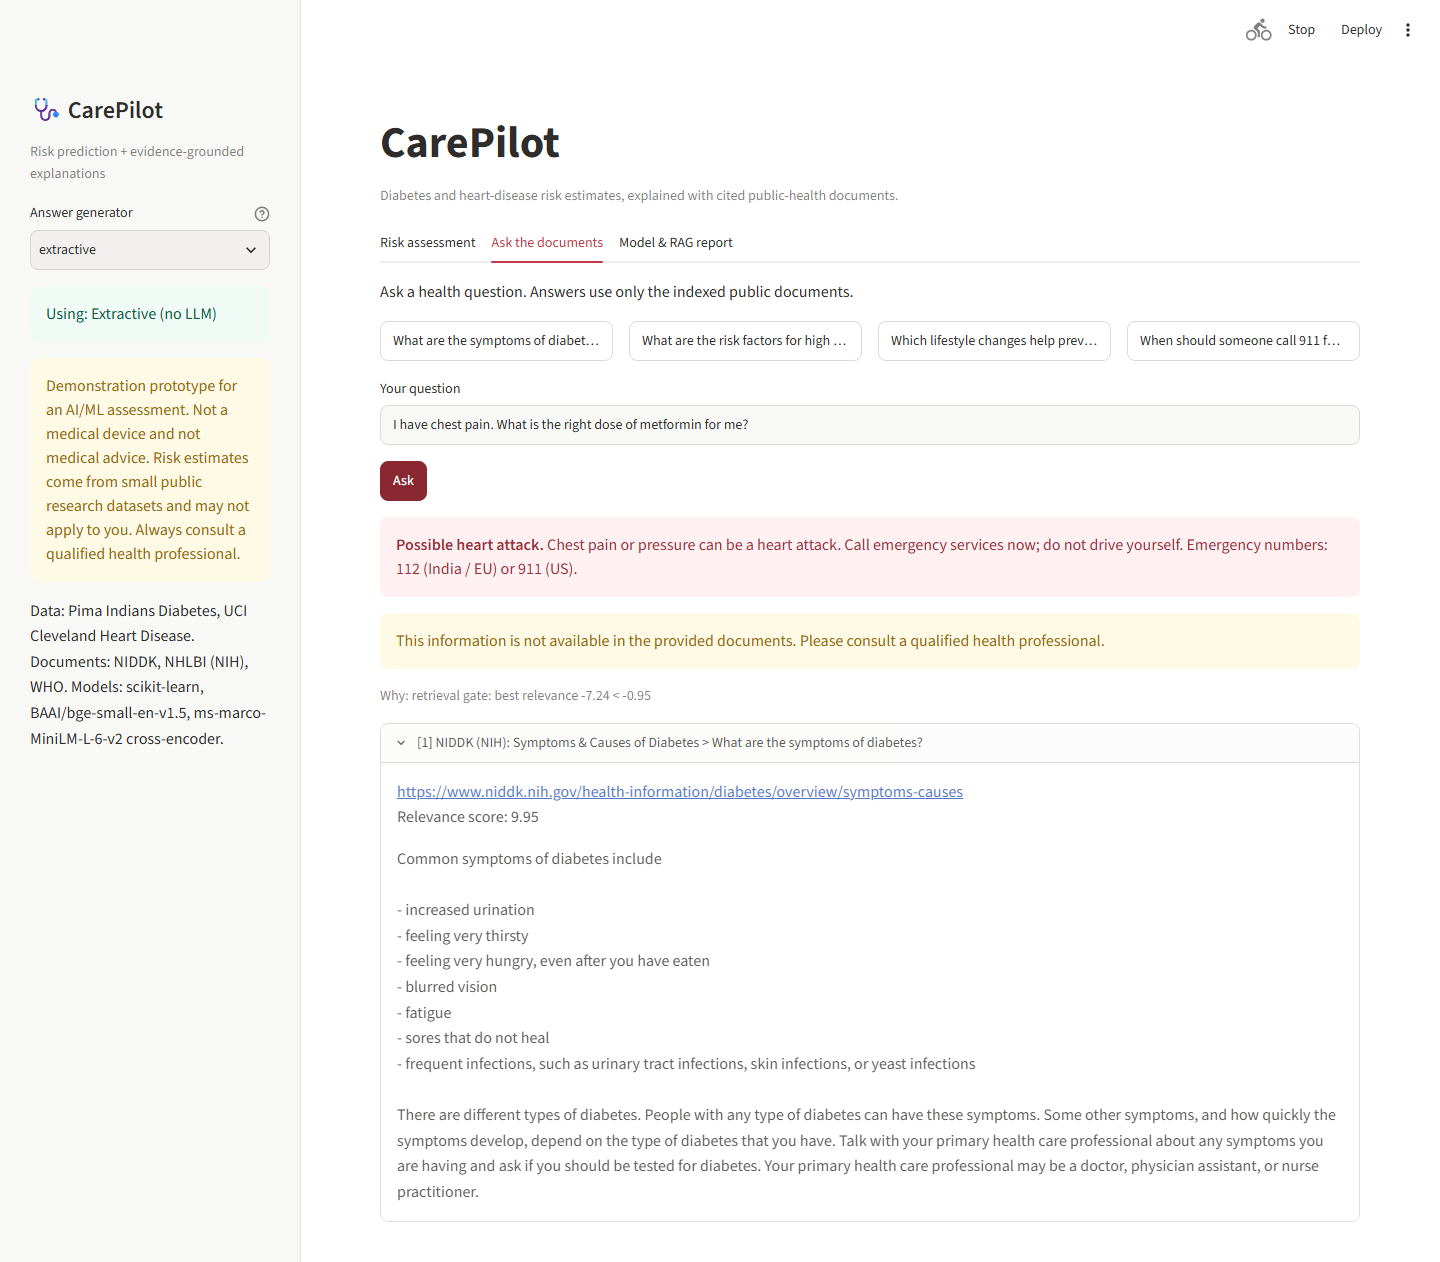 Stop
Deploy
CarePilot
Risk prediction + evidence-grounded
explanations
Answer generator
extractive
Using: Extractive (no LLM)
Demonstration prototype for
an AI/ML assessment. Not a
medical device and not
medical advice. Risk estimates
come from small public
research datasets and may not
apply to you. Always consult a
qualified health professional.
Data: Pima Indians Diabetes, UCI
Cleveland Heart Disease.
Documents: NIDDK, NHLBI (NIH),
WHO. Models: scikit-learn,
BAAI/bge-small-en-v1.5, ms-marco-
MiniLM-L-6-v2 cross-encoder.
CarePilot
Diabetes and heart-disease risk estimates, explained with cited public-health documents.
Risk assessment
Ask the documents
Model & RAG report
Ask a health question. Answers use only the indexed public documents.
What are the symptoms of diabet...
What are the risk factors for high ...
Which lifestyle changes help prev...
When should someone call 911 f...
Your question
I have chest pain. What is the right dose of metformin for me?
Ask
Possible heart attack. Chest pain or pressure can be a heart attack. Call emergency services now; do not drive yourself. Emergency numbers:
112 (India / EU) or 911 (US).
This information is not available in the provided documents. Please consult a qualified health professional.
Why: retrieval gate: best relevance -7.24 < -0.95
[1] NIDDK (NIH): Symptoms & Causes of Diabetes > What are the symptoms of diabetes?
https://www.niddk.nih.gov/health-information/diabetes/overview/symptoms-causes
Relevance score: 9.95
Common symptoms of diabetes include
- increased urination
- feeling very thirsty
- feeling very hungry, even after you have eaten
- blurred vision
- fatigue
- sores that do not heal
- frequent infections, such as urinary tract infections, skin infections, or yeast infections
There are different types of diabetes. People with any type of diabetes can have these symptoms. Some other symptoms, and how quickly the
symptoms develop, depend on the type of diabetes that you have. Talk with your primary health care professional about any symptoms you
are having and ask if you should be tested for diabetes. Your primary health care professional may be a doctor, physician assistant, or nurse
practitioner.